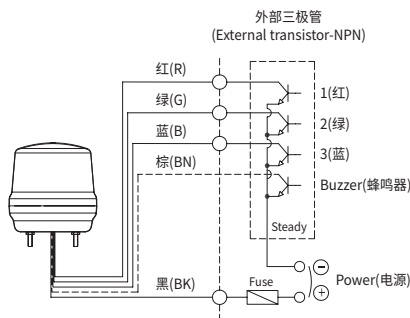 外部三极管
(External transistor-NPN)
红(R)
1(红)
绿(G)
2(绿)
蓝(B)
3(蓝)
棕(BN)
Buzzer(蜂鸣器)
Steady
Power(电源)
黑(BK)
Fuse